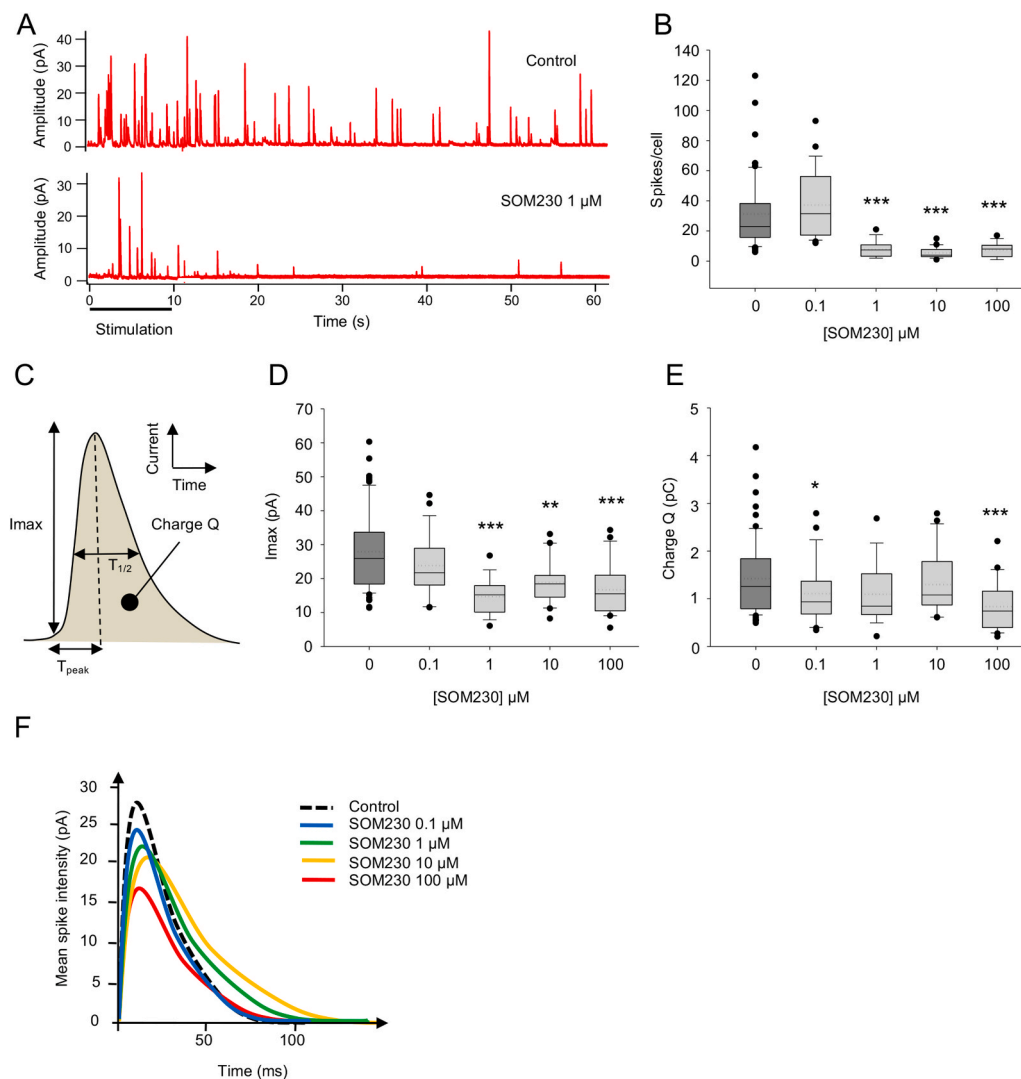 A
Amplitude (pA)
40
30
20
10
0
Control
Amplitude (pA)
30
20
10
0
SOM230 1 µM
0
10
20
30
40
50
60
Stimulation
Time (s)
B
Spikes/cell
140
120
100
80
60
40
20
0
***
***
***
0
0.1
1
10
100
[SOM230] µM
C
Current
Time
Imax
Charge Q
T1/2
Tpeak
D
Imax (pA)
70
60
50
40
30
20
10
0
***
**
***
0
0.1
1
10
100
[SOM230] µM
E
Charge Q (pC)
5
4
3
2
1
0
*
***
0
0.1
1
10
100
[SOM230] µM
F
Mean spike intensity (pA)
30
25
20
15
10
5
0
Control
SOM230 0.1 µM
SOM230 1 µM
SOM230 10 µM
SOM230 100 µM
50
100
Time (ms)